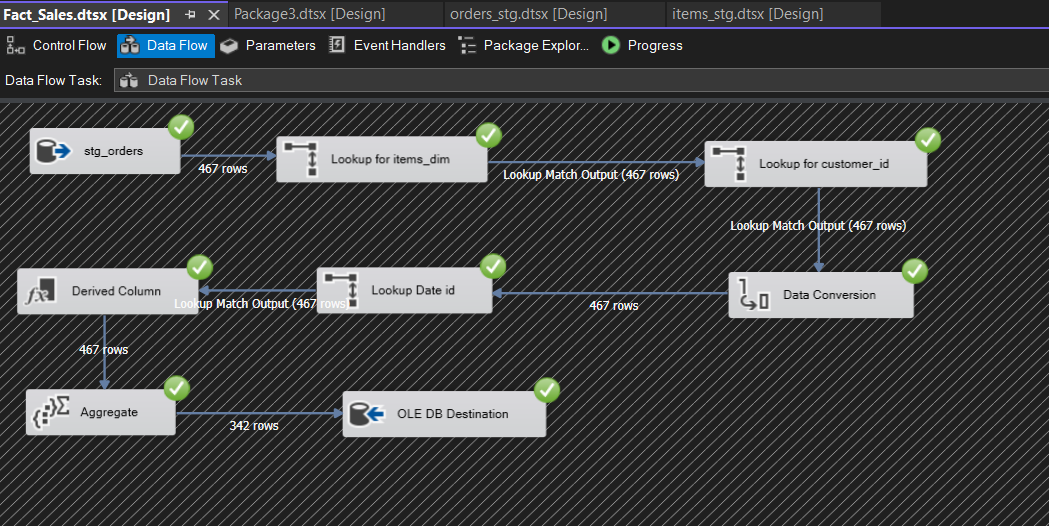 Fact_Sales.dtsx [Design]
Package3.dtsx [Design]
orders_stg.dtsx [Design]
items_stg.dtsx [Design]
Control Flow
Data Flow
Parameters
Event Handlers
Package Explor...
Progress
Data Flow Task:
Data Flow Task
stg_orders
467 rows
Lookup for items_dim
Lookup Match Output (467 rows)
Lookup for customer_id
Lookup Match Output (467 rows)
Data Conversion
467 rows
Lookup Date id
Lookup Match Output (467 rows)
Derived Column
467 rows
Aggregate
342 rows
OLE DB Destination